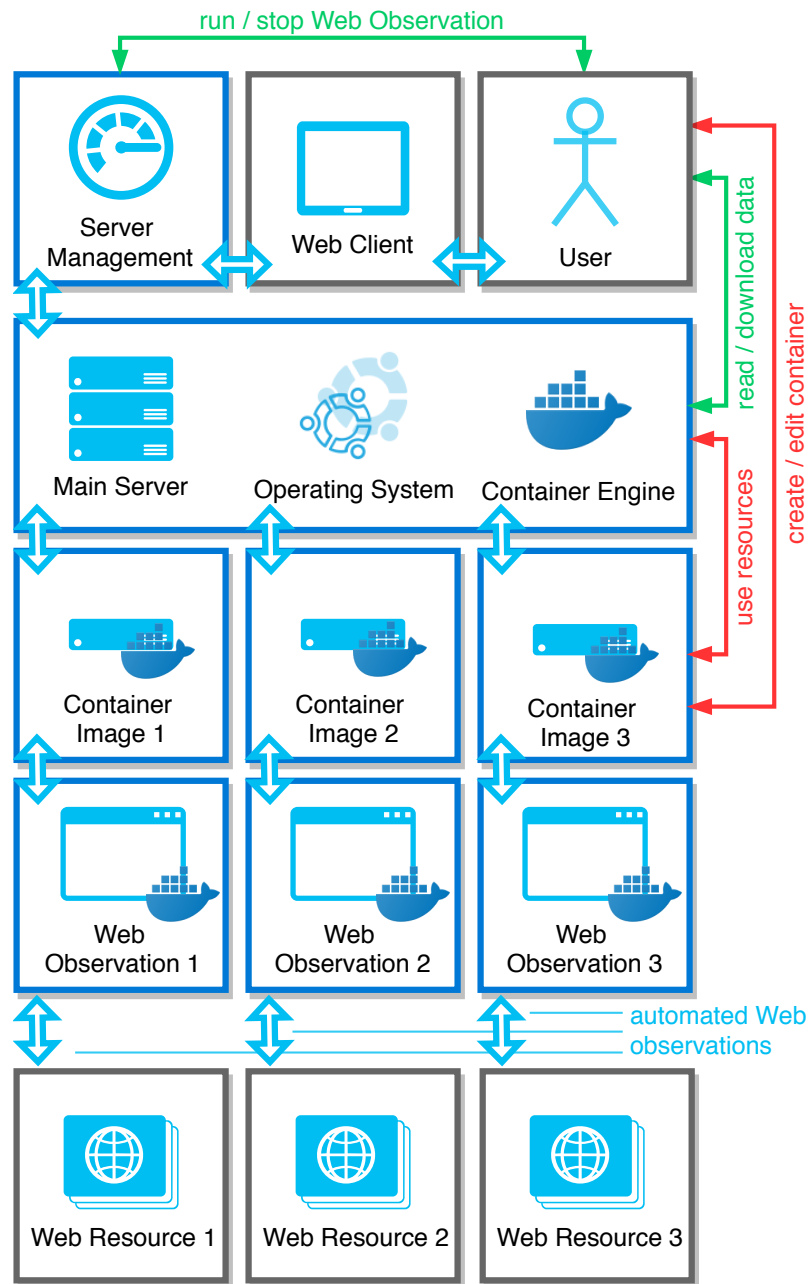 run / stop Web Observation
Server
Management
Web Client
User
read / download data
create / edit container
Main Server
Operating System
Container Engine
use resources
Container
Image 1
Container
Image 2
Container
Image 3
Web
Observation 1
Web
Observation 2
Web
Observation 3
automated Web
observations
Web Resource 1
Web Resource 2
Web Resource 3